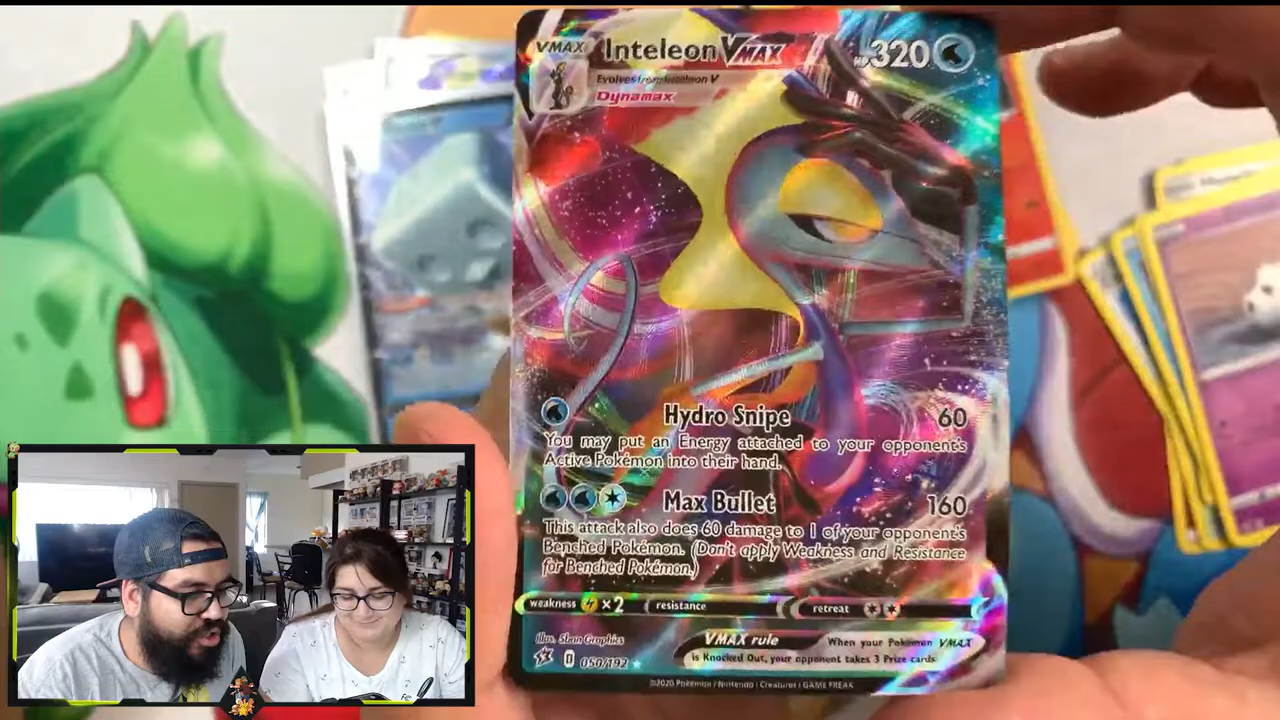 VMAX Inteleon VMAX HP 320
Evolves from Inteleon V
Dynamax
Hydro Snipe 60
You may put an Energy attached to your opponent's
Active Pokémon into their hand.
Max Bullet 160
This attack also does 60 damage to 1 of your opponent's
Benched Pokémon. (Don't apply Weakness and Resistance
for Benched Pokémon.)
weakness ×2 resistance retreat
Illus. 5ban Graphics
VMAX rule When your Pokémon VMAX
is Knocked Out, your opponent takes 3 Prize cards.
050/192
©2020 Pokémon / Nintendo / Creatures / GAME FREAK